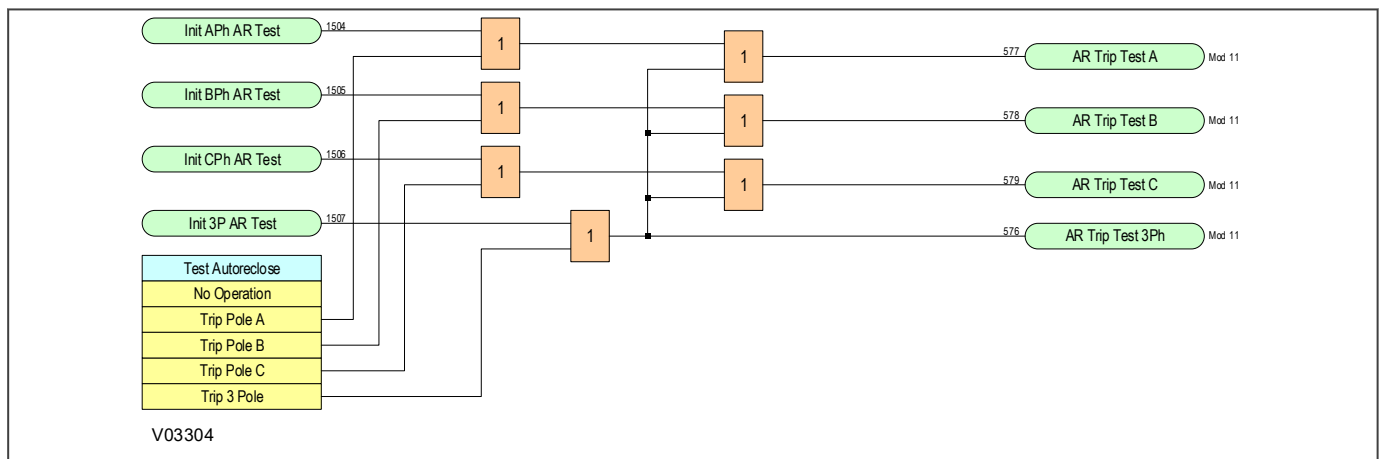 Init APh AR Test 1504
1
1
577 AR Trip Test A Mod 11
Init BPh AR Test 1505
1
1
578 AR Trip Test B Mod 11
Init CPh AR Test 1506
1
1
579 AR Trip Test C Mod 11
Init 3P AR Test 1507
1
576 AR Trip Test 3Ph Mod 11
Test Autoreclose
No Operation
Trip Pole A
Trip Pole B
Trip Pole C
Trip 3 Pole
V03304